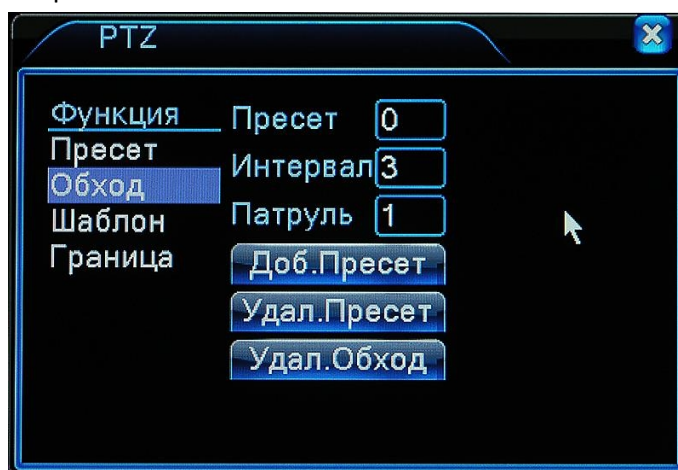 PTZ
Функция
Пресет
Обход
Шаблон
Граница
Пресет 0
Интервал 3
Патруль 1
Доб.Пресет
Удал.Пресет
Удал.Обход